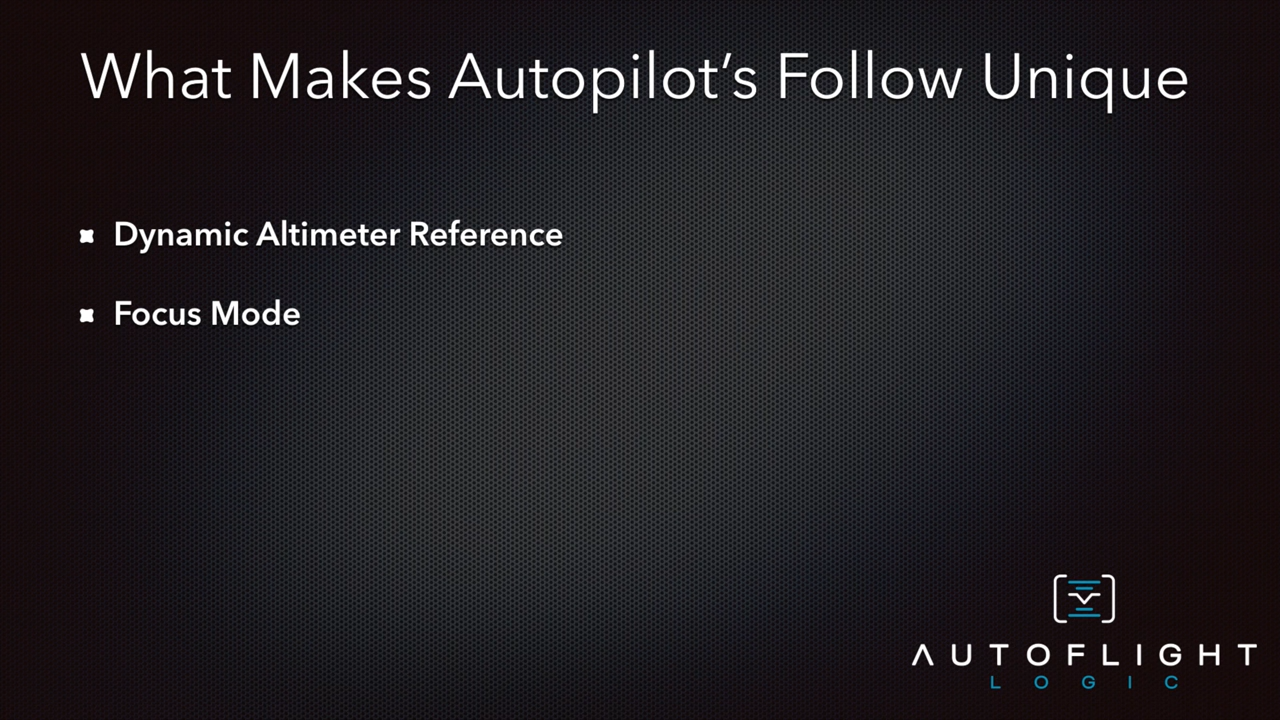 What Makes Autopilot’s Follow Unique
Dynamic Altimeter Reference
Focus Mode
AUTOFLIGHT
LOGIC